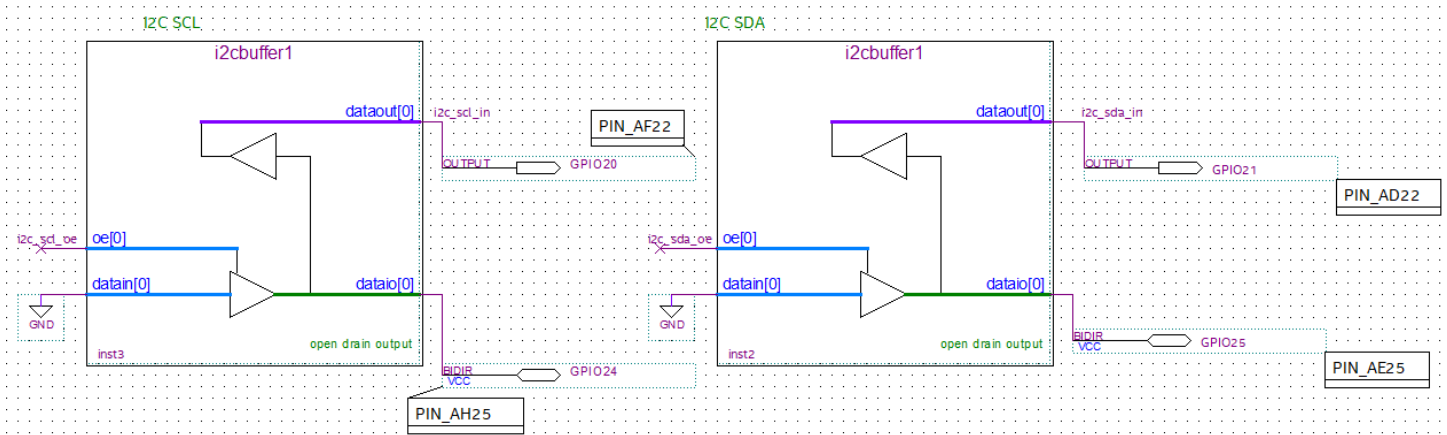 I2C SCL
i2cbuffer1
dataout[0]
i2c_scl_in
PIN_AF22
OUTPUT
GPIO20
i2c_scl_oe
oe[0]
datain[0]
dataio[0]
GND
open drain output
inst3
BIDIR
VCC
GPIO24
PIN_AH25
I2C SDA
i2cbuffer1
dataout[0]
i2c_sda_in
OUTPUT
GPIO21
PIN_AD22
i2c_sda_oe
oe[0]
datain[0]
dataio[0]
GND
open drain output
inst2
BIDIR
VCC
GPIO25
PIN_AE25